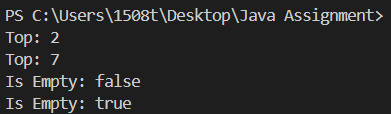 PS C:\Users\1508t\Desktop\Java Assignment>
Top: 2
Top: 7
Is Empty: false
Is Empty: true